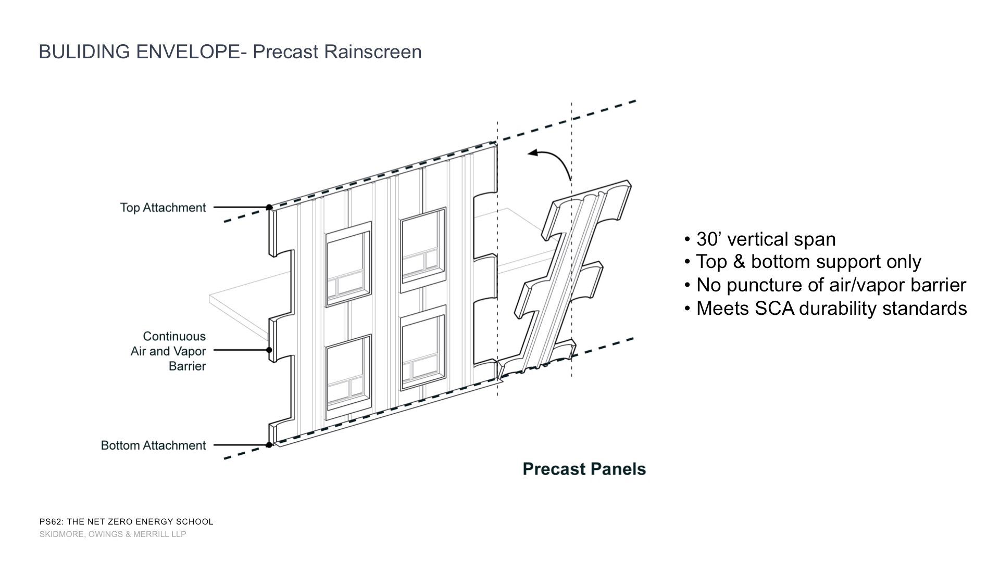 BULIDING ENVELOPE- Precast Rainscreen
Top Attachment
Continuous
Air and Vapor
Barrier
Bottom Attachment
• 30’ vertical span
• Top & bottom support only
• No puncture of air/vapor barrier
• Meets SCA durability standards
Precast Panels
PS62: THE NET ZERO ENERGY SCHOOL
SKIDMORE, OWINGS & MERRILL LLP